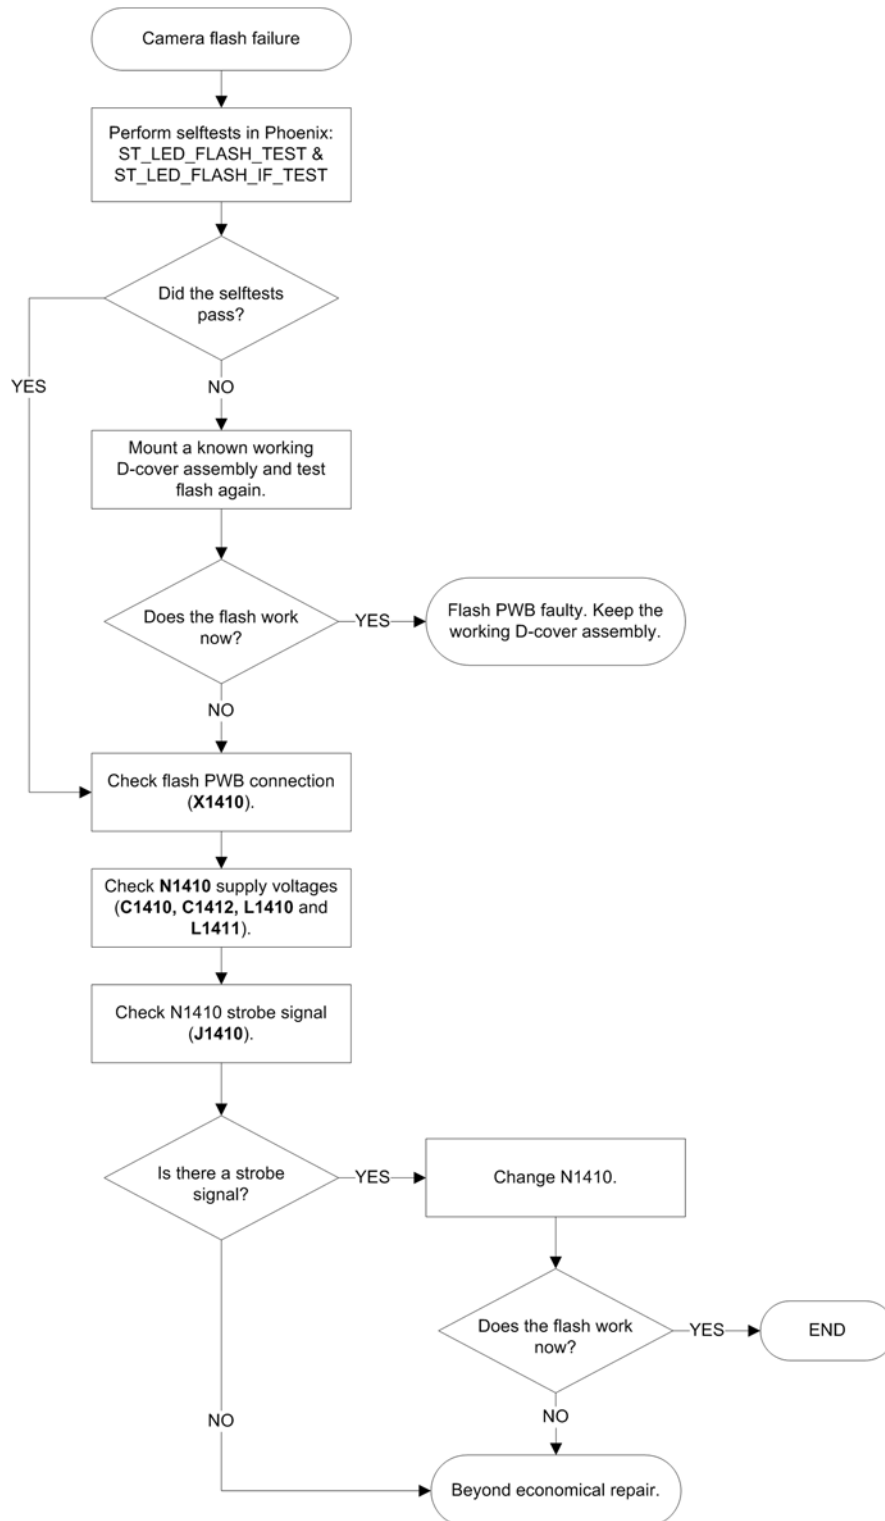 Camera flash failure
Perform selftests in Phoenix:
ST_LED_FLASH_TEST &
ST_LED_FLASH_IF_TEST
Did the selftests
pass?
YES
NO
Mount a known working
D-cover assembly and test
flash again.
Does the flash work
now?
YES
Flash PWB faulty. Keep the
working D-cover assembly.
NO
Check flash PWB connection
(X1410).
Check N1410 supply voltages
(C1410, C1412, L1410 and
L1411).
Check N1410 strobe signal
(J1410).
Is there a strobe
signal?
YES
Change N1410.
Does the flash work
now?
YES
END
NO
NO
Beyond economical repair.